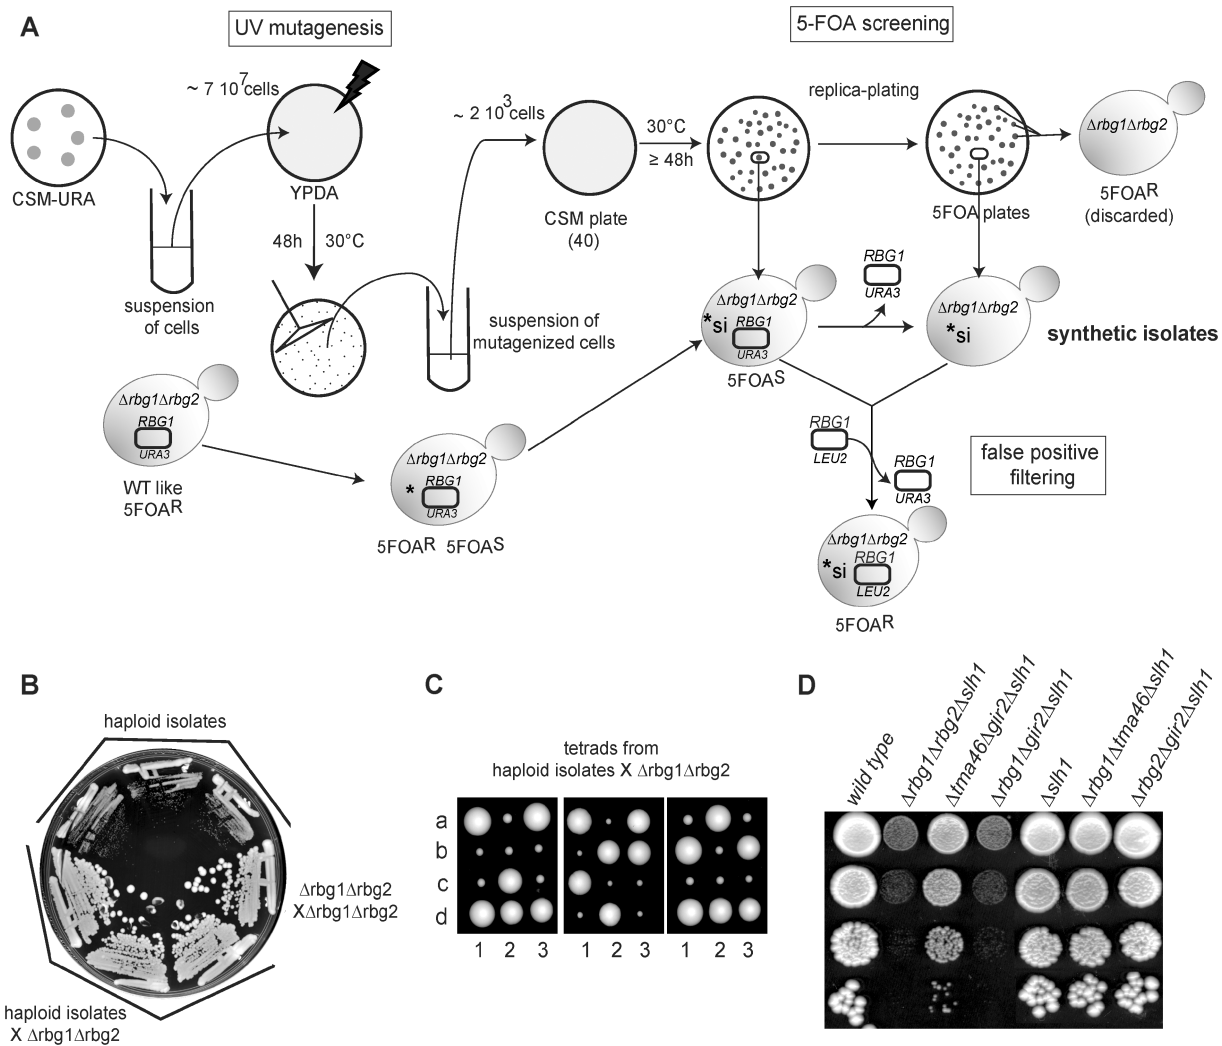 A
UV mutagenesis
5-FOA screening
~ 7 10⁷cells
~ 2 10³cells
30°C
≥ 48h
replica-plating
Δrbg1Δrbg2
CSM-URA
YPDA
5FOAR
(discarded)
CSM plate
(40)
5FOA plates
48h
30°C
suspension
of cells
suspension of
mutagenized cells
RBG1
URA3
Δrbg1Δrbg2
*si
RBG1
URA3
5FOAS
Δrbg1Δrbg2
*si
synthetic isolates
Δrbg1Δrbg2
RBG1
URA3
WT like
5FOAR
Δrbg1Δrbg2
*
RBG1
URA3
5FOAR 5FOAS
RBG1
LEU2
RBG1
URA3
false positive
filtering
Δrbg1Δrbg2
*si
RBG1
LEU2
5FOAR
B
haploid isolates
Δrbg1Δrbg2
XΔrbg1Δrbg2
haploid isolates
X Δrbg1Δrbg2
C
tetrads from
haploid isolates X Δrbg1Δrbg2
a
b
c
d
1 2 3
1 2 3
1 2 3
D
wild type
Δrbg1Δrbg2Δslh1
Δtma46Δgir2Δslh1
Δrbg1Δgir2Δslh1
Δslh1
Δrbg1Δtma46Δslh1
Δrbg2Δgir2Δslh1